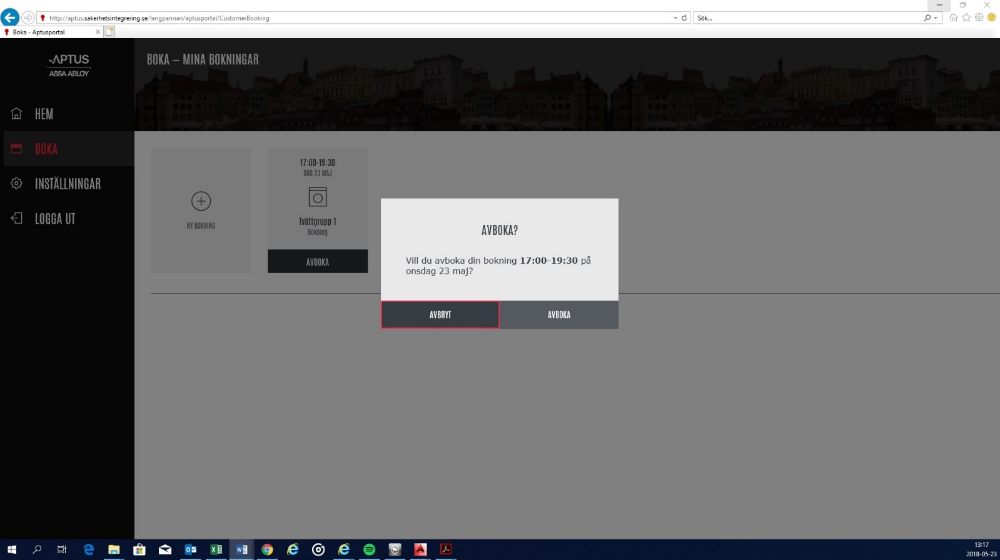 http://aptus.sakerhetsintegrering.se/langpannan/aptusportal/CustomerBooking
Sök...
Boka - Aptusportal
APTUS
ASSA ABLOY
BOKA – MINA BOKNINGAR
HEM
BOKA
INSTÄLLNINGAR
LOGGA UT
NY BOKNING
17:00-19:30
ONS 23 MAJ
Tvättgrupp 1
Bokning
AVBOKA
AVBOKA?
Vill du avboka din bokning 17:00-19:30 på
onsdag 23 maj?
AVBRYT
AVBOKA
13:17
2018-05-23